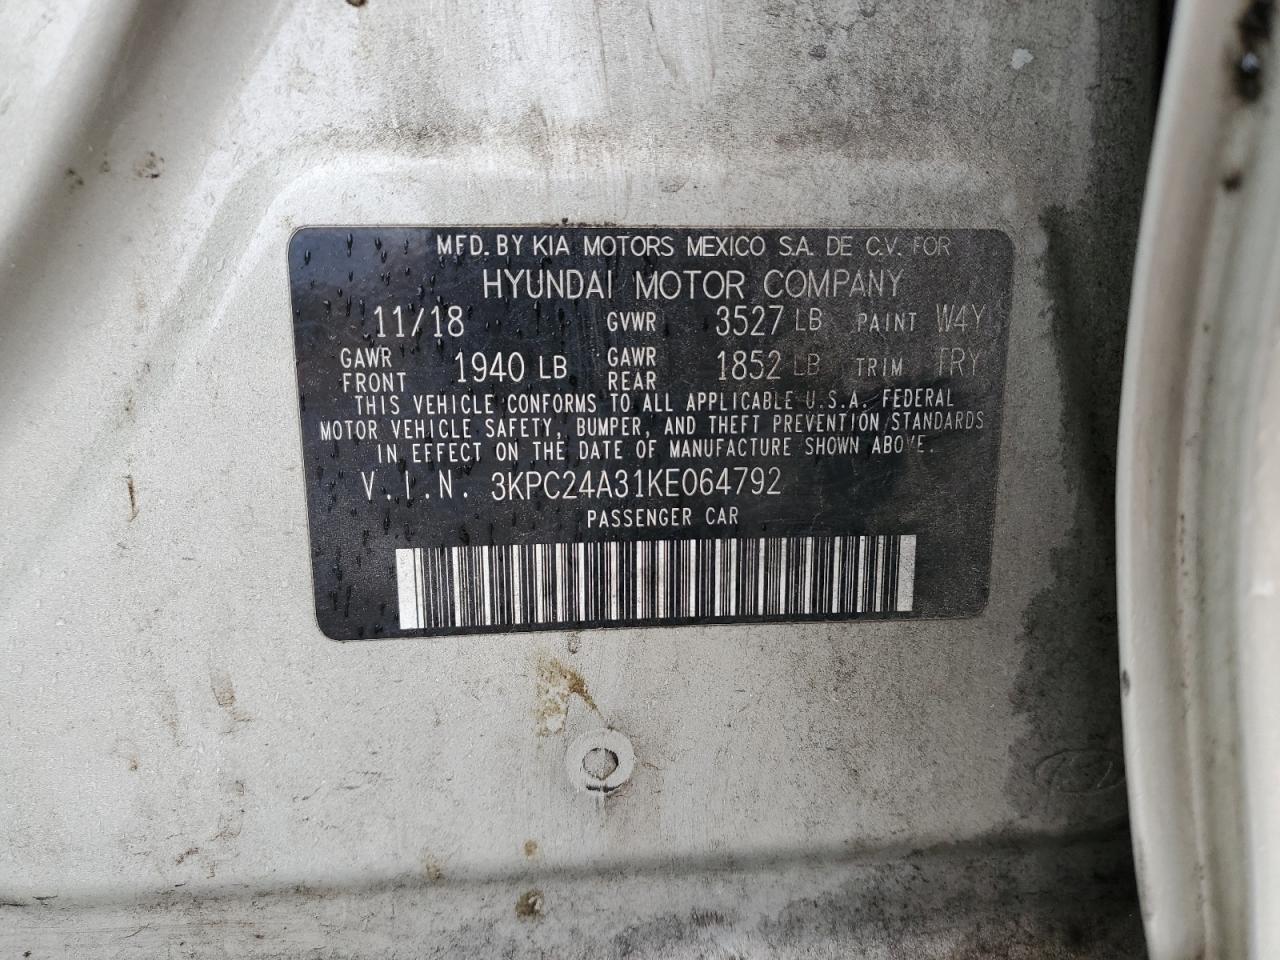 MFD. BY KIA MOTORS MEXICO S.A. DE C.V. FOR
HYUNDAI MOTOR COMPANY
11/18 GVWR 3527 LB PAINT W4Y
GAWR FRONT 1940 LB GAWR REAR 1852 LB TRIM TRY
THIS VEHICLE CONFORMS TO ALL APPLICABLE U.S.A. FEDERAL
MOTOR VEHICLE SAFETY, BUMPER, AND THEFT PREVENTION STANDARDS
IN EFFECT ON THE DATE OF MANUFACTURE SHOWN ABOVE.
V.I.N. 3KPC24A31KE064792
PASSENGER CAR